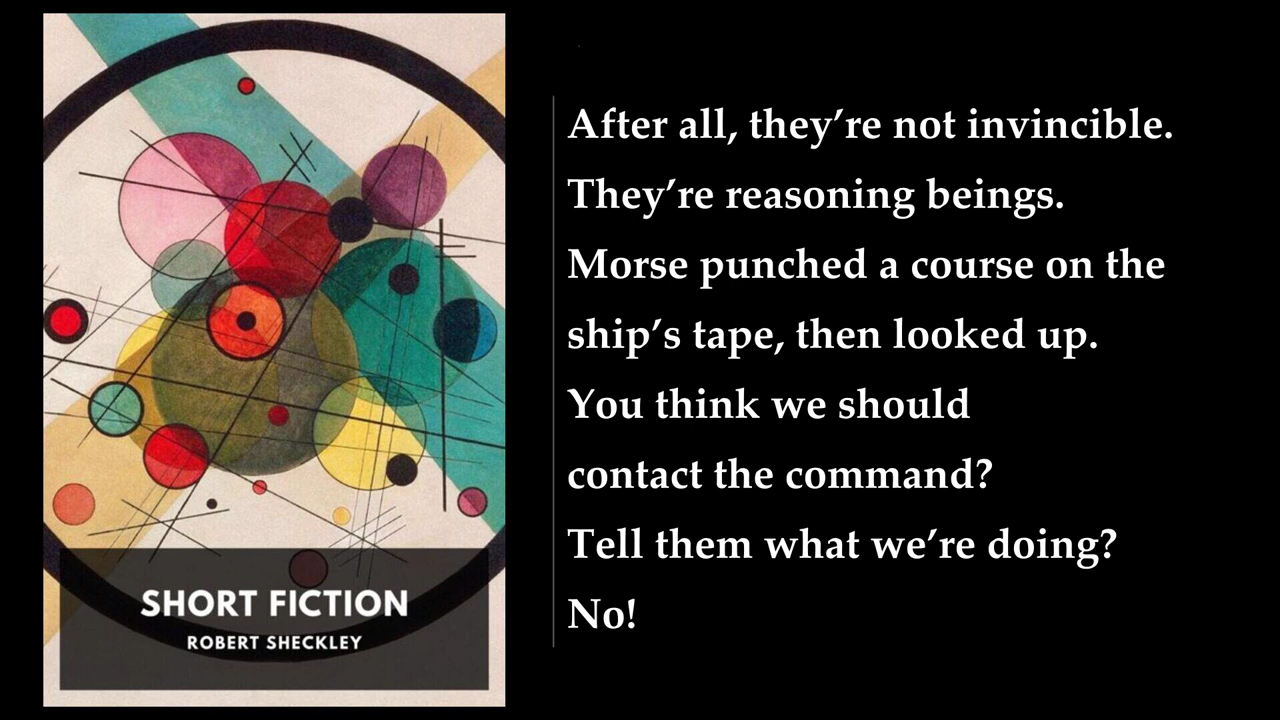 SHORT FICTION
ROBERT SHECKLEY
After all, they’re not invincible.
They’re reasoning beings.
Morse punched a course on the
ship’s tape, then looked up.
You think we should
contact the command?
Tell them what we’re doing?
No!